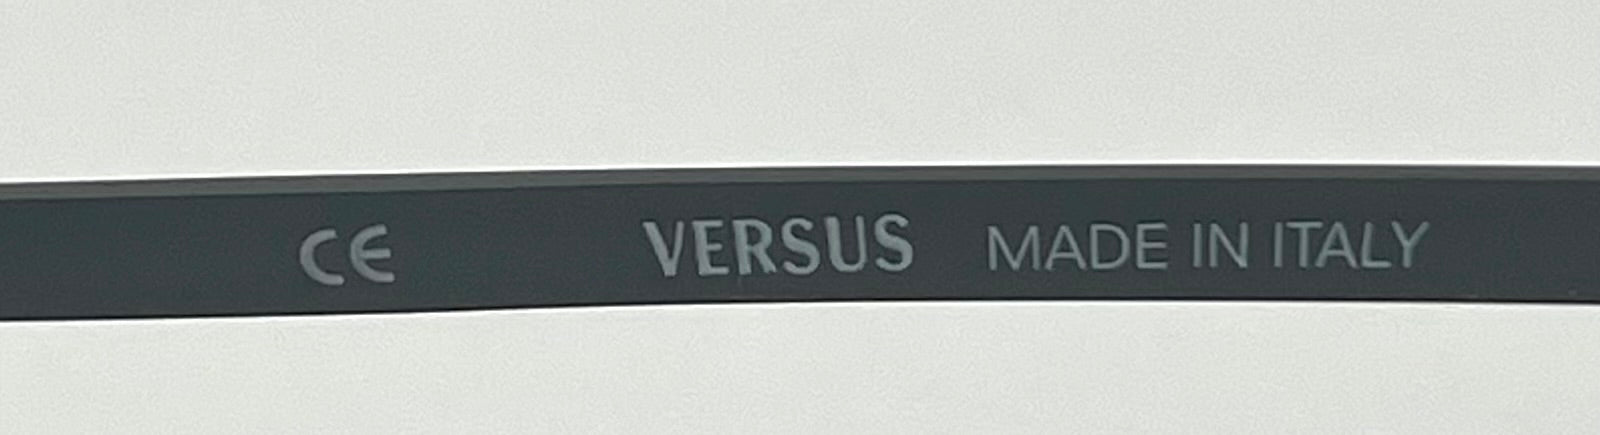 CE VERSUS MADE IN ITALY